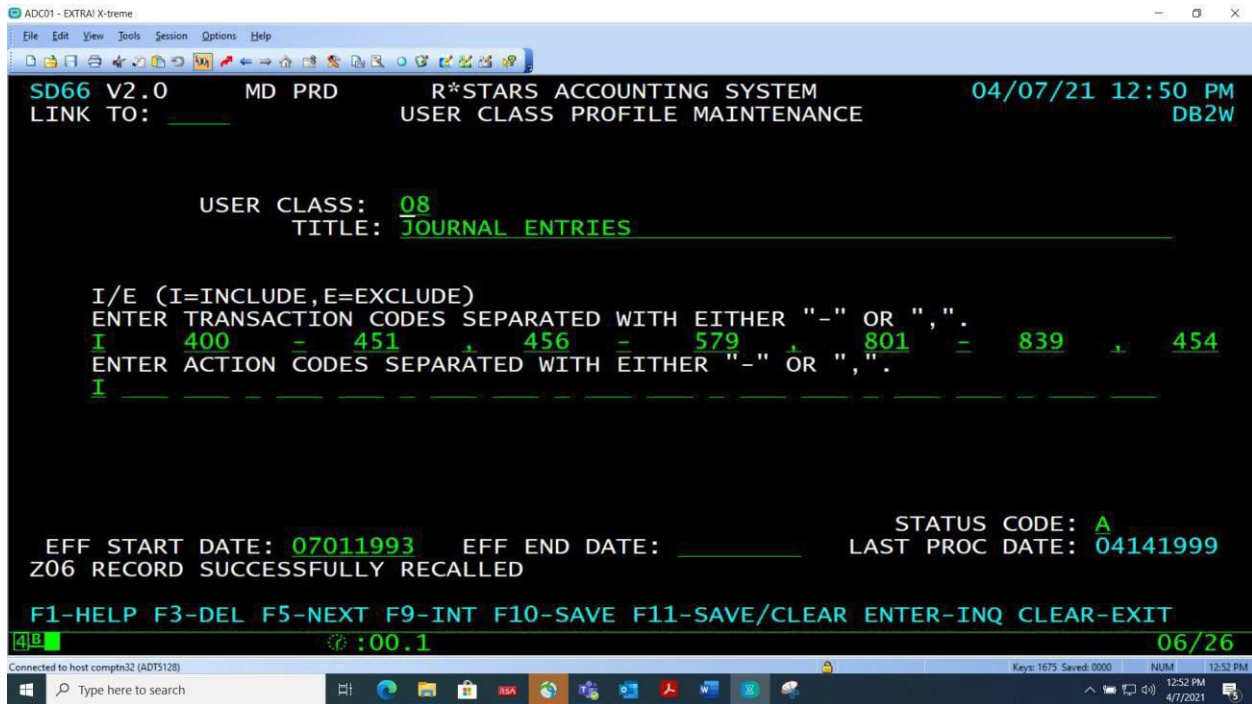 ADC01 - EXTRA! X-treme
File Edit View Tools Session Options Help
SD66 V2.0 MD PRD R*STARS ACCOUNTING SYSTEM 04/07/21 12:50 PM
LINK TO: USER CLASS PROFILE MAINTENANCE DB2W
USER CLASS: 08
TITLE: JOURNAL ENTRIES
I/E (I=INCLUDE,E=EXCLUDE)
ENTER TRANSACTION CODES SEPARATED WITH EITHER "-" OR ",".
I 400 - 451 , 456 - 579 , 801 - 839 , 454
ENTER ACTION CODES SEPARATED WITH EITHER "-" OR ",".
I
STATUS CODE: A
EFF START DATE: 07011993 EFF END DATE: LAST PROC DATE: 04141999
Z06 RECORD SUCCESSFULLY RECALLED
F1-HELP F3-DEL F5-NEXT F9-INT F10-SAVE F11-SAVE/CLEAR ENTER-INQ CLEAR-EXIT
4 B :00.1 06/26
Connected to host comptn32 (ADT5128) Keys: 1675 Saved: 0000 NUM 12:52 PM
Type here to search 12:52 PM
4/7/2021